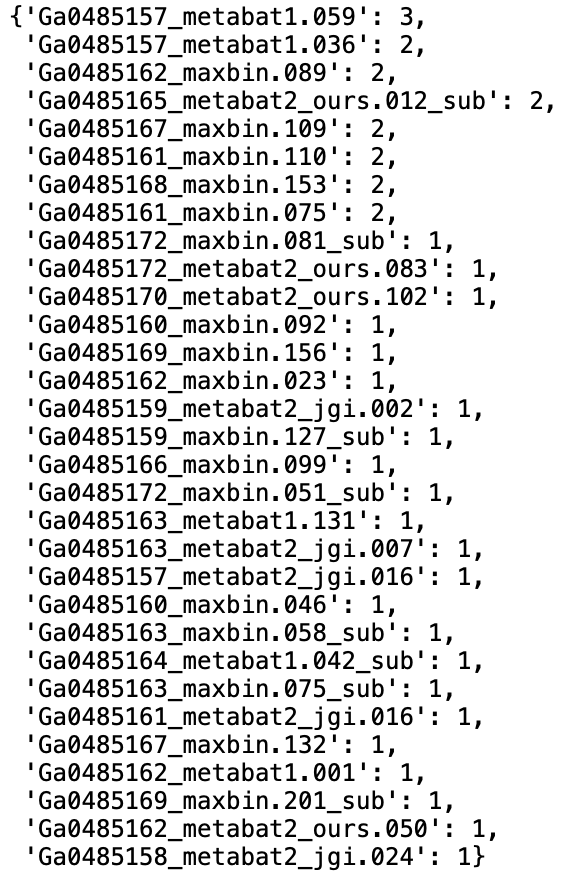 {'Ga0485157_metabat1.059': 3,
'Ga0485157_metabat1.036': 2,
'Ga0485162_maxbin.089': 2,
'Ga0485165_metabat2_ours.012_sub': 2,
'Ga0485167_maxbin.109': 2,
'Ga0485161_maxbin.110': 2,
'Ga0485168_maxbin.153': 2,
'Ga0485161_maxbin.075': 2,
'Ga0485172_maxbin.081_sub': 1,
'Ga0485172_metabat2_ours.083': 1,
'Ga0485170_metabat2_ours.102': 1,
'Ga0485160_maxbin.092': 1,
'Ga0485169_maxbin.156': 1,
'Ga0485162_maxbin.023': 1,
'Ga0485159_metabat2_jgi.002': 1,
'Ga0485159_maxbin.127_sub': 1,
'Ga0485166_maxbin.099': 1,
'Ga0485172_maxbin.051_sub': 1,
'Ga0485163_metabat1.131': 1,
'Ga0485163_metabat2_jgi.007': 1,
'Ga0485157_metabat2_jgi.016': 1,
'Ga0485160_maxbin.046': 1,
'Ga0485163_maxbin.058_sub': 1,
'Ga0485164_metabat1.042_sub': 1,
'Ga0485163_maxbin.075_sub': 1,
'Ga0485161_metabat2_jgi.016': 1,
'Ga0485167_maxbin.132': 1,
'Ga0485162_metabat1.001': 1,
'Ga0485169_maxbin.201_sub': 1,
'Ga0485162_metabat2_ours.050': 1,
'Ga0485158_metabat2_jgi.024': 1}